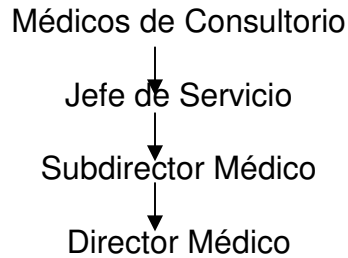 Médicos de Consultorio
Jefe de Servicio
Subdirector Médico
Director Médico